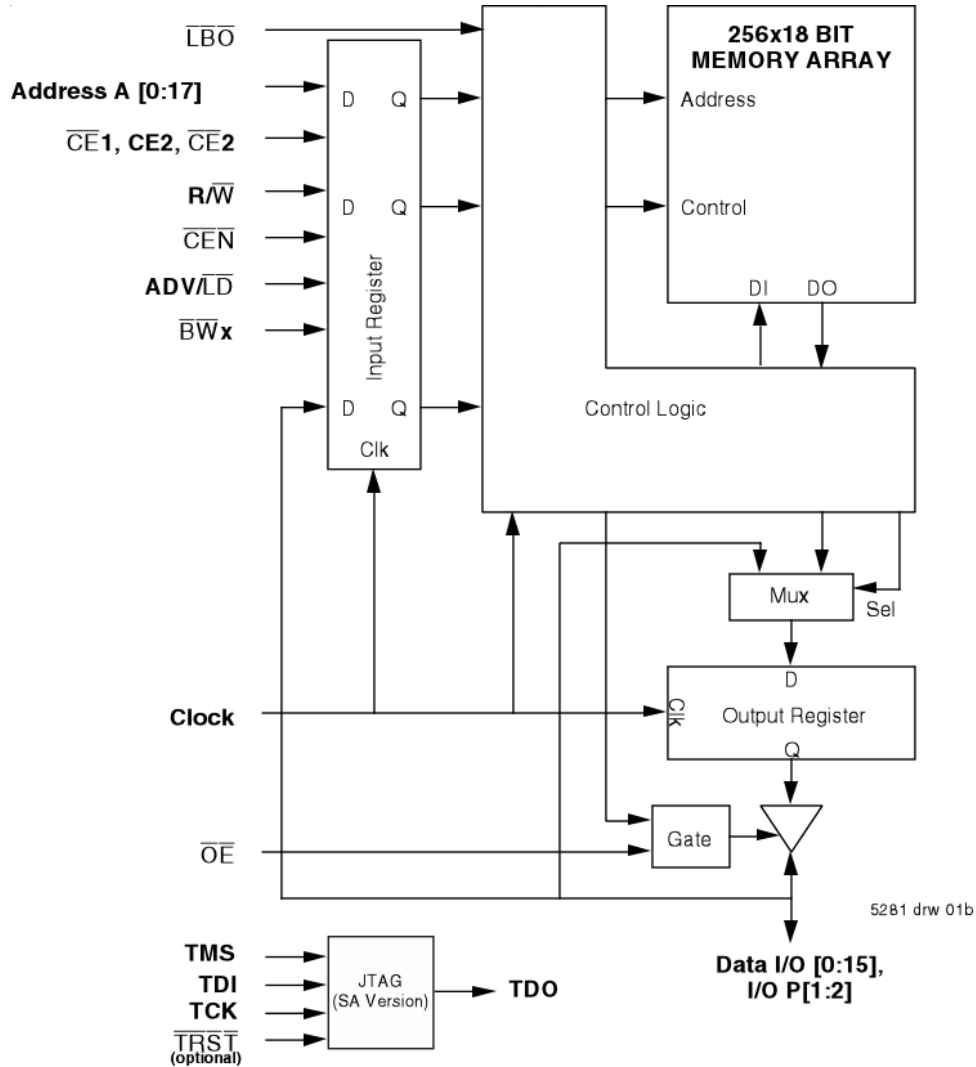 LBO
256x18 BIT
MEMORY ARRAY
Address A [0:17]
D Q
Address
CE1, CE2, CE2
R/W
D Q
Control
CEN
ADV/LD
DI DO
BWx
Input Register
D Q
Control Logic
Clk
Mux
Sel
D
Clock
Clk
Output Register
Q
Gate
OE
5281 drw 01b
TMS
TDI
TCK
TRST
(optional)
JTAG
(SA Version)
TDO
Data I/O [0:15],
I/O P[1:2]